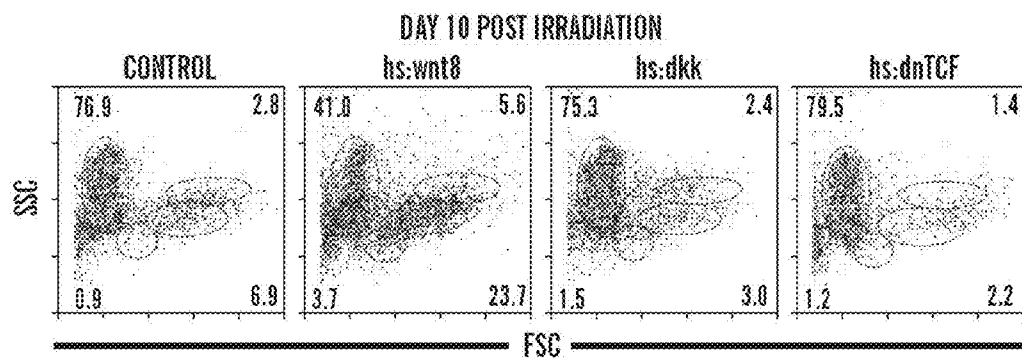 DAY 10 POST IRRADIATION
CONTROL hs:wnt8 hs:dkk hs:dnTCF
76.9 2.8 41.0 5.6 75.3 2.4 79.5 1.4
SSC
0.9 6.9 3.7 23.7 1.5 3.0 1.2 2.2
FSC